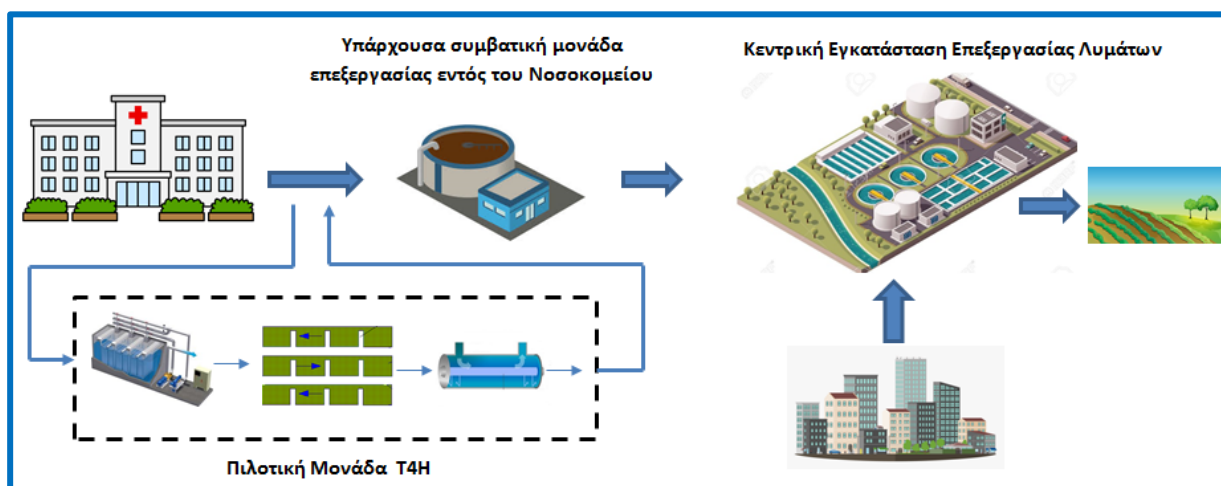 Υπάρχουσα συμβατική μονάδα
επεξεργασίας εντός του Νοσοκομείου
Κεντρική Εγκατάσταση Επεξεργασίας Λυμάτων
Πιλοτική Μονάδα T4H